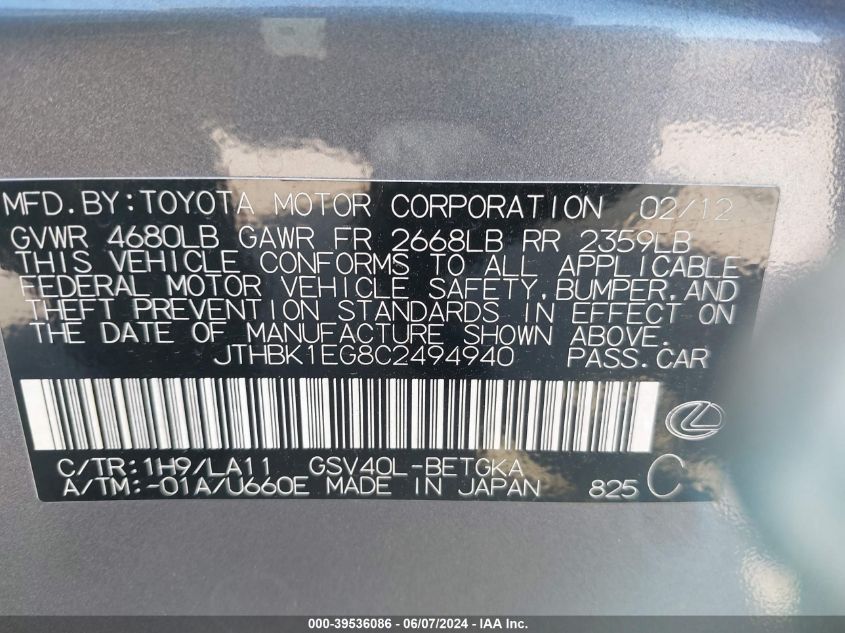 MFD.BY:TOYOTA MOTOR CORPORATION 02/12
GVWR 4680LB GAWR FR 2668LB RR 2359LB
THIS VEHICLE CONFORMS TO ALL APPLICABLE
FEDERAL MOTOR VEHICLE SAFETY,BUMPER,AND
THEFT PREVENTION STANDARDS IN EFFECT ON
THE DATE OF MANUFACTURE SHOWN ABOVE.
JTHBK1EG8C2494940 PASS.CAR
C/TR:1H9/LA11 GSV40L-BETGKA
A/TM:-01A/U660E MADE IN JAPAN 825 C
000-39536086 / 06/07/2024 - IAA Inc.